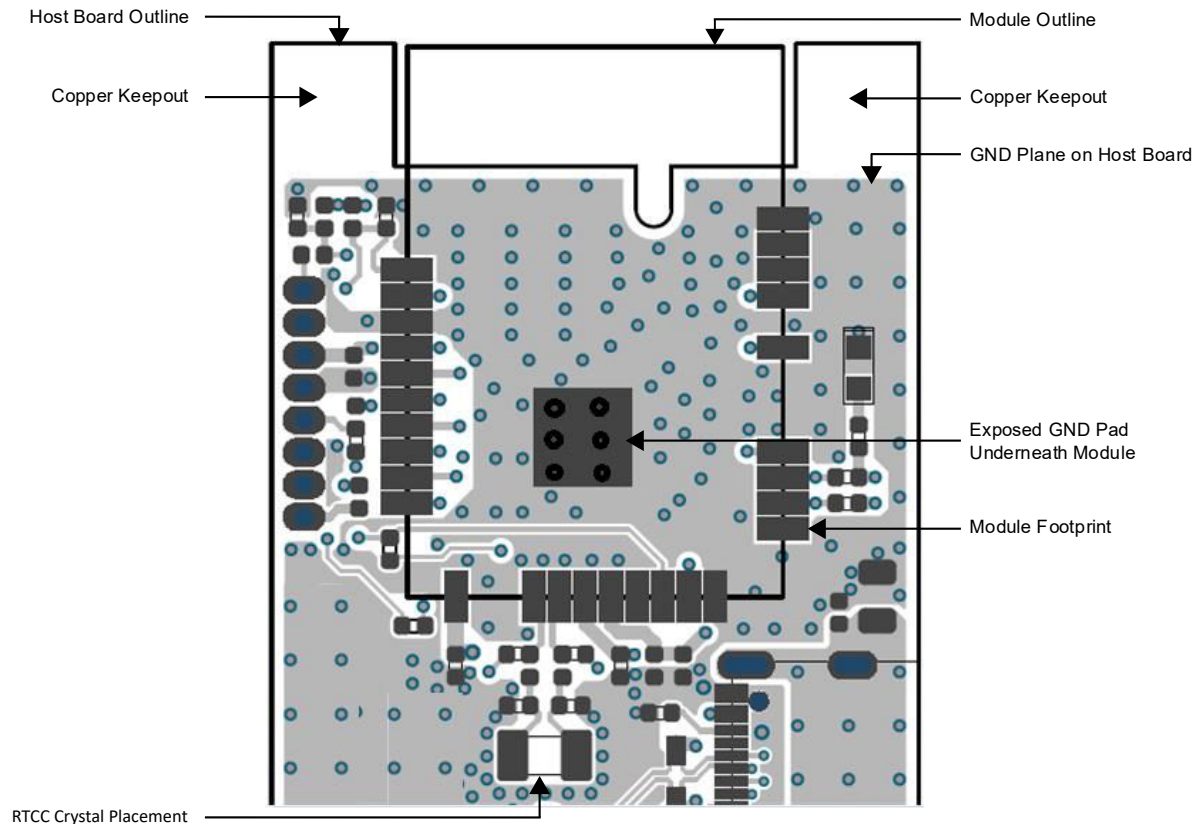 Host Board Outline
Module Outline
Copper Keepout
Copper Keepout
GND Plane on Host Board
Exposed GND Pad
Underneath Module
Module Footprint
RTCC Crystal Placement